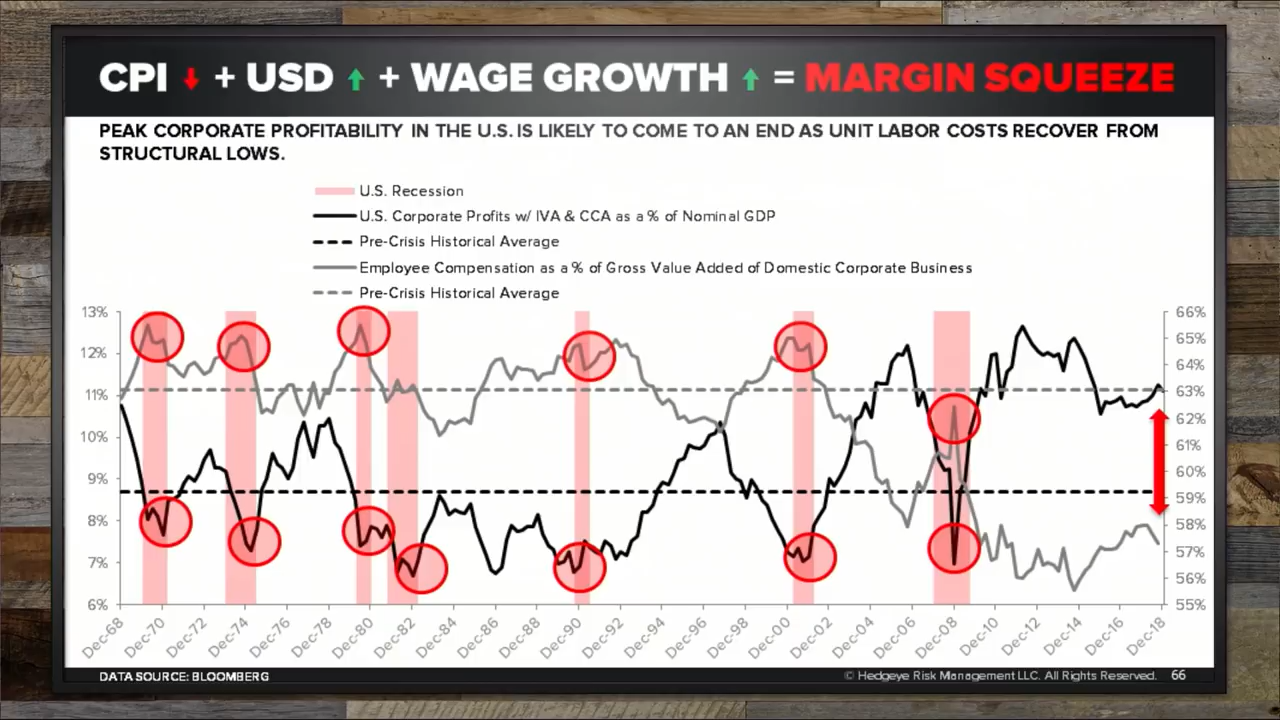 CPI ↓ + USD ↑ + WAGE GROWTH ↑ = MARGIN SQUEEZE
PEAK CORPORATE PROFITABILITY IN THE U.S. IS LIKELY TO COME TO AN END AS UNIT LABOR COSTS RECOVER FROM
STRUCTURAL LOWS.
U.S. Recession
U.S. Corporate Profits w/ IVA & CCA as a % of Nominal GDP
Pre-Crisis Historical Average
Employee Compensation as a % of Gross Value Added of Domestic Corporate Business
Pre-Crisis Historical Average
13%
12%
11%
10%
9%
8%
7%
6%
66%
65%
64%
63%
62%
61%
60%
59%
58%
57%
56%
55%
Dec-68
Dec-70
Dec-72
Dec-74
Dec-76
Dec-78
Dec-80
Dec-82
Dec-84
Dec-86
Dec-88
Dec-90
Dec-92
Dec-94
Dec-96
Dec-98
Dec-00
Dec-02
Dec-04
Dec-06
Dec-08
Dec-10
Dec-12
Dec-14
Dec-16
Dec-18
DATA SOURCE: BLOOMBERG
© Hedgeye Risk Management LLC. All Rights Reserved. 66